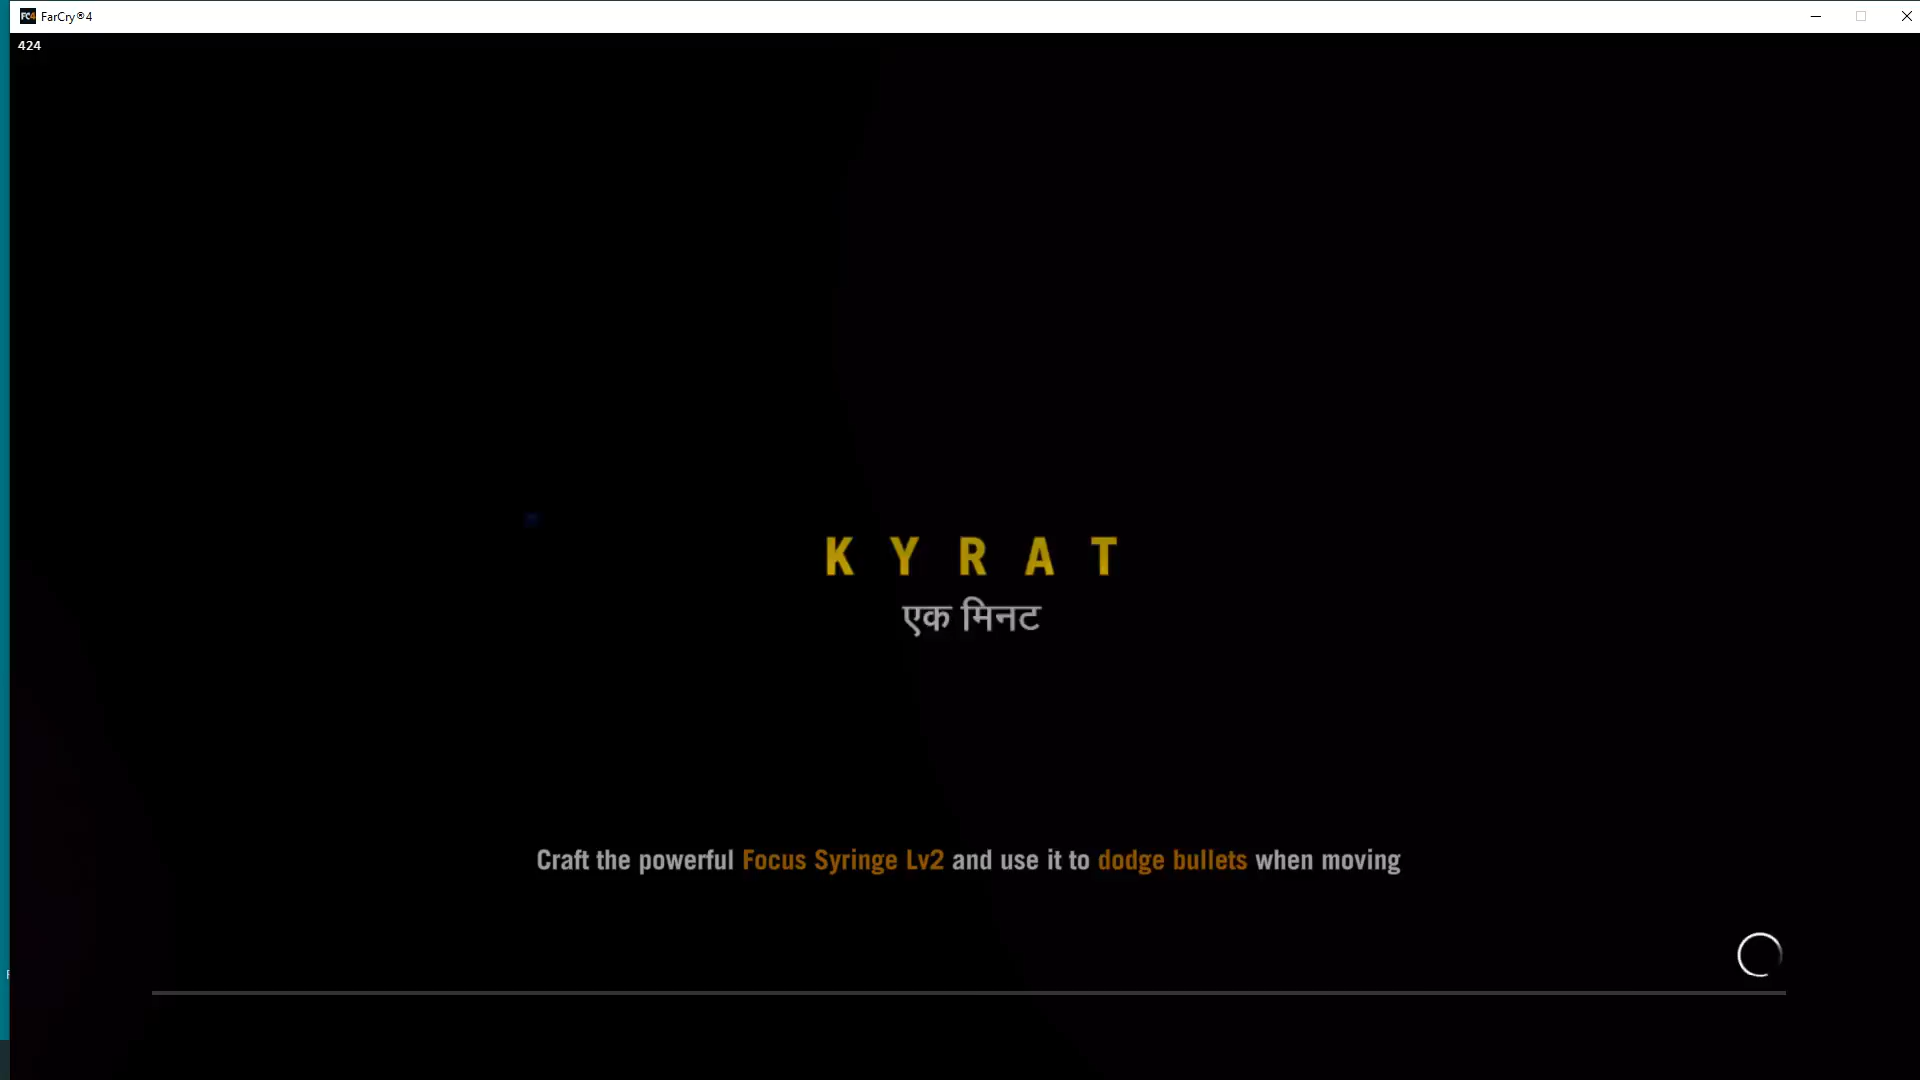 FarCry®4
424
K Y R A T
एक मिनट
Craft the powerful Focus Syringe Lv2 and use it to dodge bullets when moving